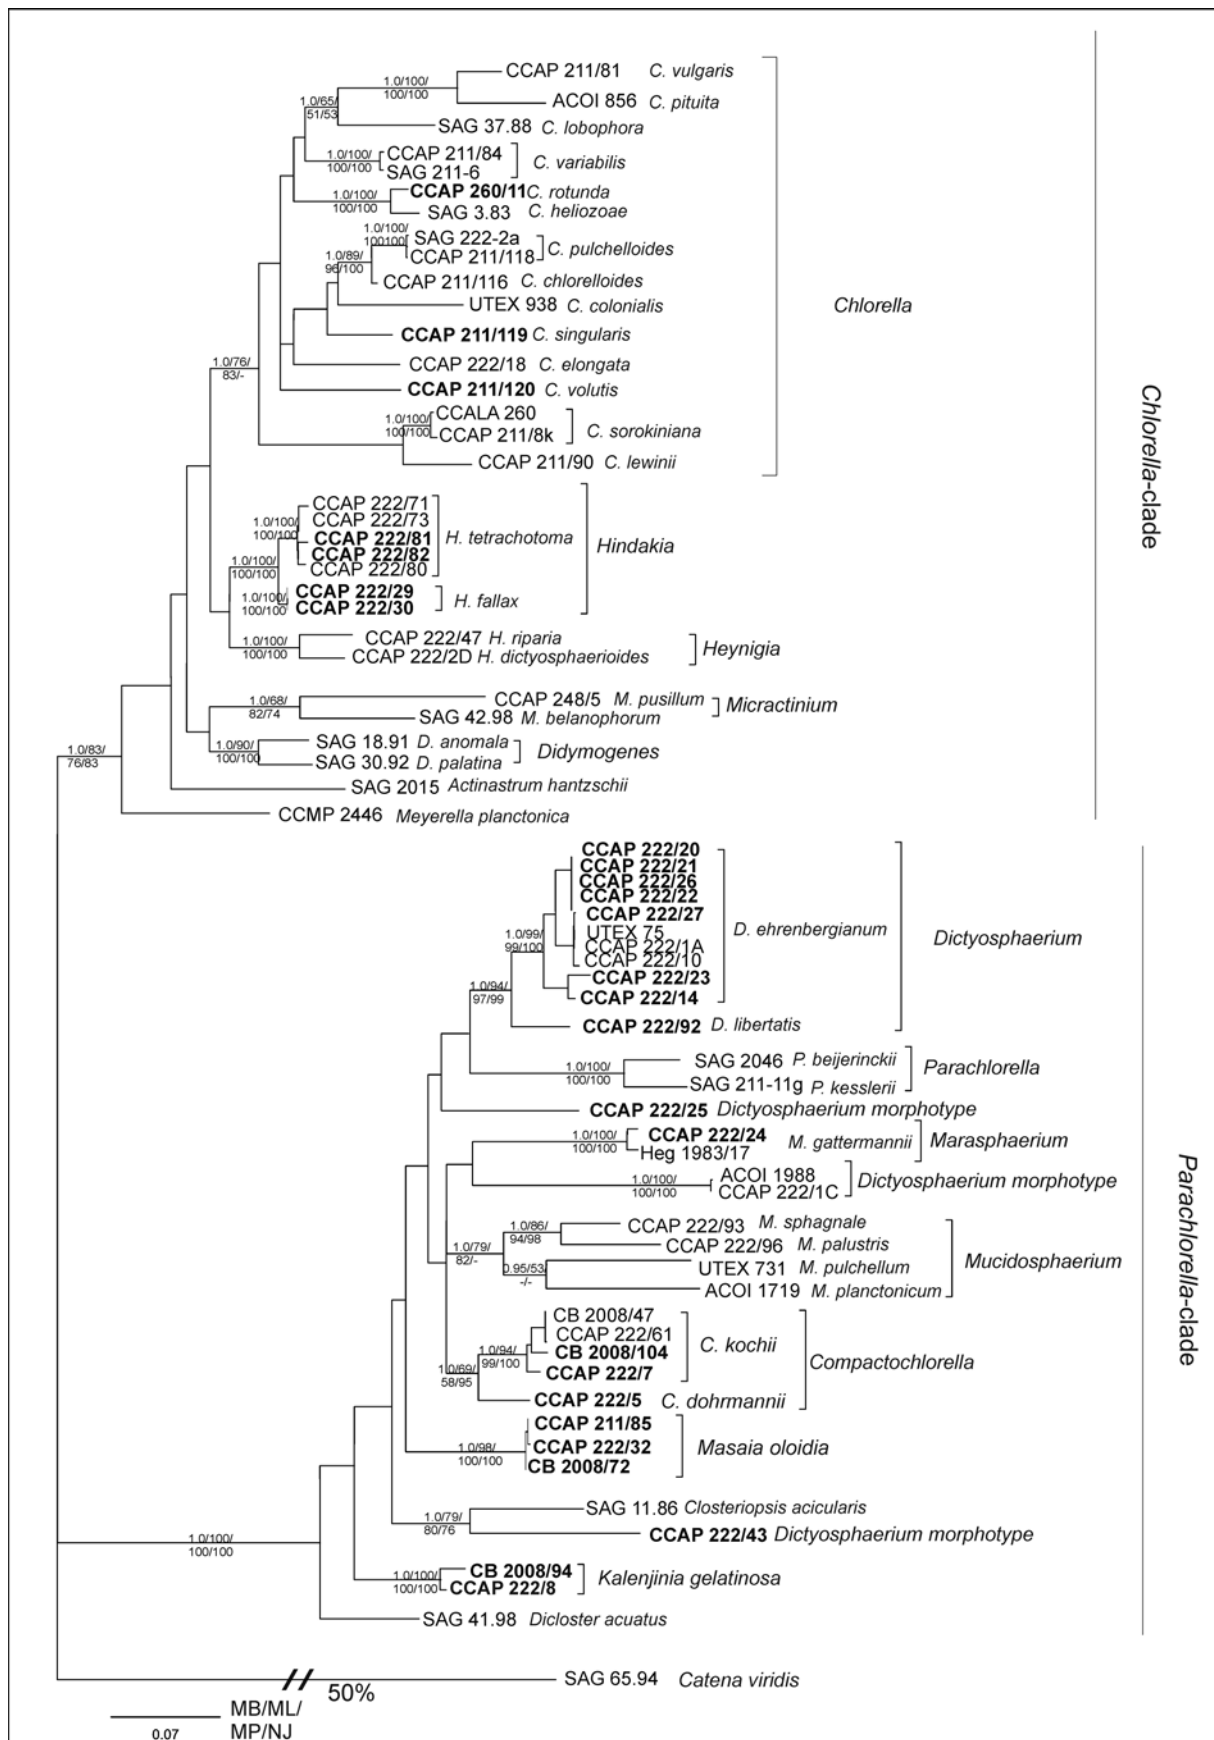 CCAP 211/81 C. vulgaris
1.0/100/
100/100
ACOI 856 C. pituita
1.0/65/
51/53
SAG 37.88 C. lobophora
CCAP 211/84
1.0/100/
100/100
SAG 211-6
C. variabilis
CCAP 260/11 C. rotunda
1.0/100/
100/100
SAG 3.83 C. heliozoae
1.0/100/
100100
SAG 222-2a
CCAP 211/118
C. pulchelloides
1.0/89/
96/100
CCAP 211/116 C. chlorelloides
UTEX 938 C. colonialis
Chlorella
CCAP 211/119 C. singularis
1.0/76/
83/-
CCAP 222/18 C. elongata
CCAP 211/120 C. volutis
CCALA 260
1.0/100/
100/100
CCAP 211/8k
C. sorokiniana
CCAP 211/90 C. lewinii
Chlorella-clade
CCAP 222/71
CCAP 222/73
1.0/100/
100/100
CCAP 222/81
CCAP 222/82
CCAP 222/80
H. tetrachotoma
Hindakia
1.0/100/
100/100
CCAP 222/29
1.0/100/
100/100
CCAP 222/30
H. fallax
CCAP 222/47 H. riparia
1.0/100/
100/100
CCAP 222/2D H. dictyosphaerioides
Heynigia
CCAP 248/5 M. pusillum
1.0/68/
82/74
SAG 42.98 M. belanophorum
Micractinium
SAG 18.91 D. anomala
1.0/90/
100/100
SAG 30.92 D. palatina
Didymogenes
1.0/83/
76/83
SAG 2015 Actinastrum hantzschii
CCMP 2446 Meyerella planctonica
CCAP 222/20
CCAP 222/21
CCAP 222/26
CCAP 222/22
CCAP 222/27
UTEX 75
CCAP 222/1A
CCAP 222/10
CCAP 222/23
CCAP 222/14
D. ehrenbergianum
Dictyosphaerium
1.0/99/
99/100
1.0/94/
97/99
CCAP 222/92 D. libertatis
SAG 2046 P. beijerinckii
1.0/100/
100/100
SAG 211-11g P. kesslerii
Parachlorella
CCAP 222/25 Dictyosphaerium morphotype
CCAP 222/24
1.0/100/
100/100
Heg 1983/17
M. gattermannii
Marasphaerium
ACOI 1988
1.0/100/
100/100
CCAP 222/1C
Dictyosphaerium morphotype
1.0/86/
94/98
CCAP 222/93 M. sphagnale
CCAP 222/96 M. palustris
1.0/79/
82/-
UTEX 731 M. pulchellum
0.95/53/
-/-
ACOI 1719 M. planctonicum
Mucidosphaerium
Parachlorella-clade
CB 2008/47
CCAP 222/61
1.0/94/
99/100
CB 2008/104
CCAP 222/7
C. kochii
Compactochlorella
1.0/69/
58/95
CCAP 222/5 C. dohrmannii
CCAP 211/85
1.0/98/
100/100
CCAP 222/32
CB 2008/72
Masaia oloidia
SAG 11.86 Closteriopsis acicularis
1.0/79/
80/76
CCAP 222/43 Dictyosphaerium morphotype
1.0/100/
100/100
CB 2008/94
1.0/100/
100/100
CCAP 222/8
Kalenjinia gelatinosa
SAG 41.98 Dicloster acuatus
SAG 65.94 Catena viridis
50%
MB/ML/
MP/NJ
0.07